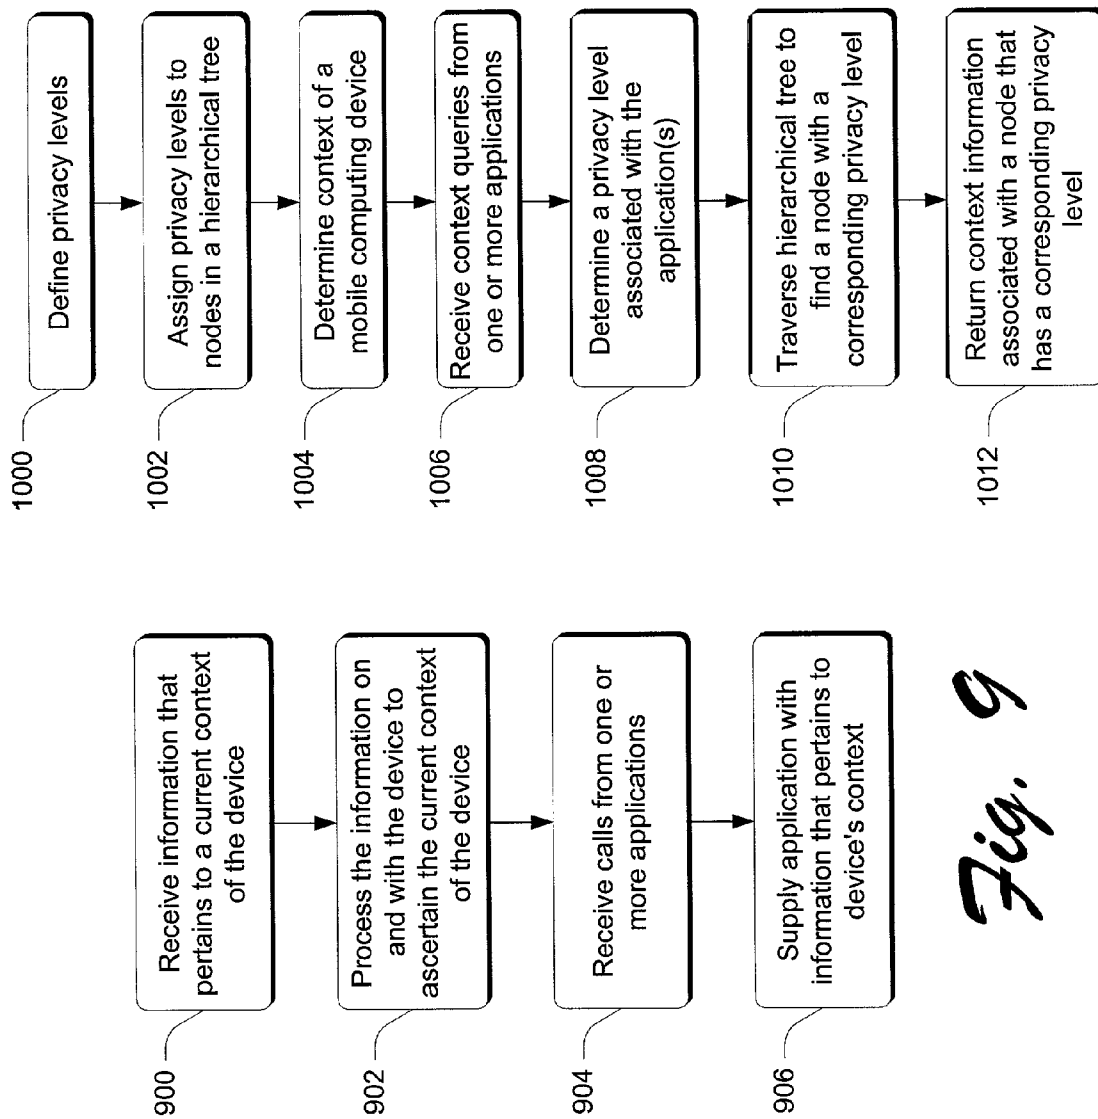 900
Receive information that
pertains to a current context
of the device
902
Process the information on
and with the device to
ascertain the current context
of the device
904
Receive calls from one or
more applications
906
Supply application with
information that pertains to
device's context
Fig. 9
1000
Define privacy levels
1002
Assign privacy levels to
nodes in a hierarchical tree
1004
Determine context of a
mobile computing device
1006
Receive context queries from
one or more applications
1008
Determine a privacy level
associated with the
application(s)
1010
Traverse hierarchical tree to
find a node with a
corresponding privacy level
1012
Return context information
associated with a node that
has a corresponding privacy
level